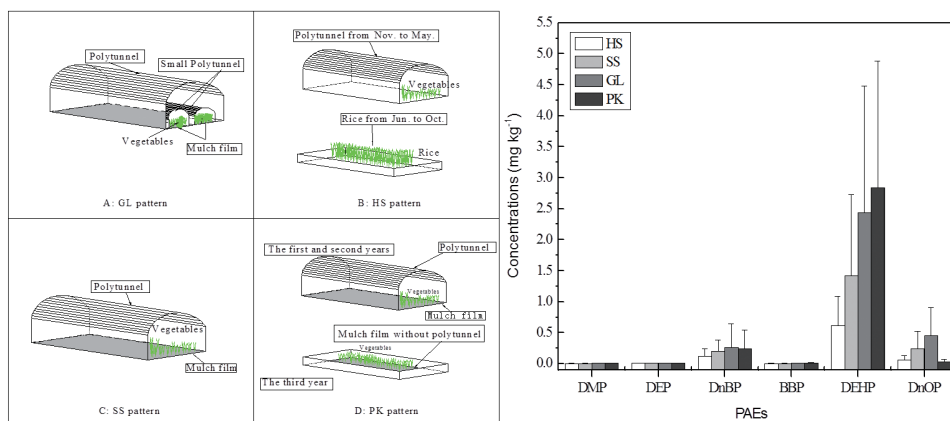 Polytunnel
Small Polytunnel
Vegetables
Mulch film
A: GL pattern
Polytunnel from Nov. to May.
Vegetables
Rice from Jun. to Oct.
Rice
B: HS pattern
Polytunnel
Vegetables
Mulch film
C: SS pattern
The first and second years
Polytunnel
Vegetables
Mulch film
Mulch film without polytunnel
Vegetables
The third year
D: PK pattern
Concentrations (mg kg-1)
5.5
5.0
4.5
4.0
3.5
3.0
2.5
2.0
1.5
1.0
0.5
0.0
HS
SS
GL
PK
DMP DEP DnBP BBP DEHP DnOP
PAEs